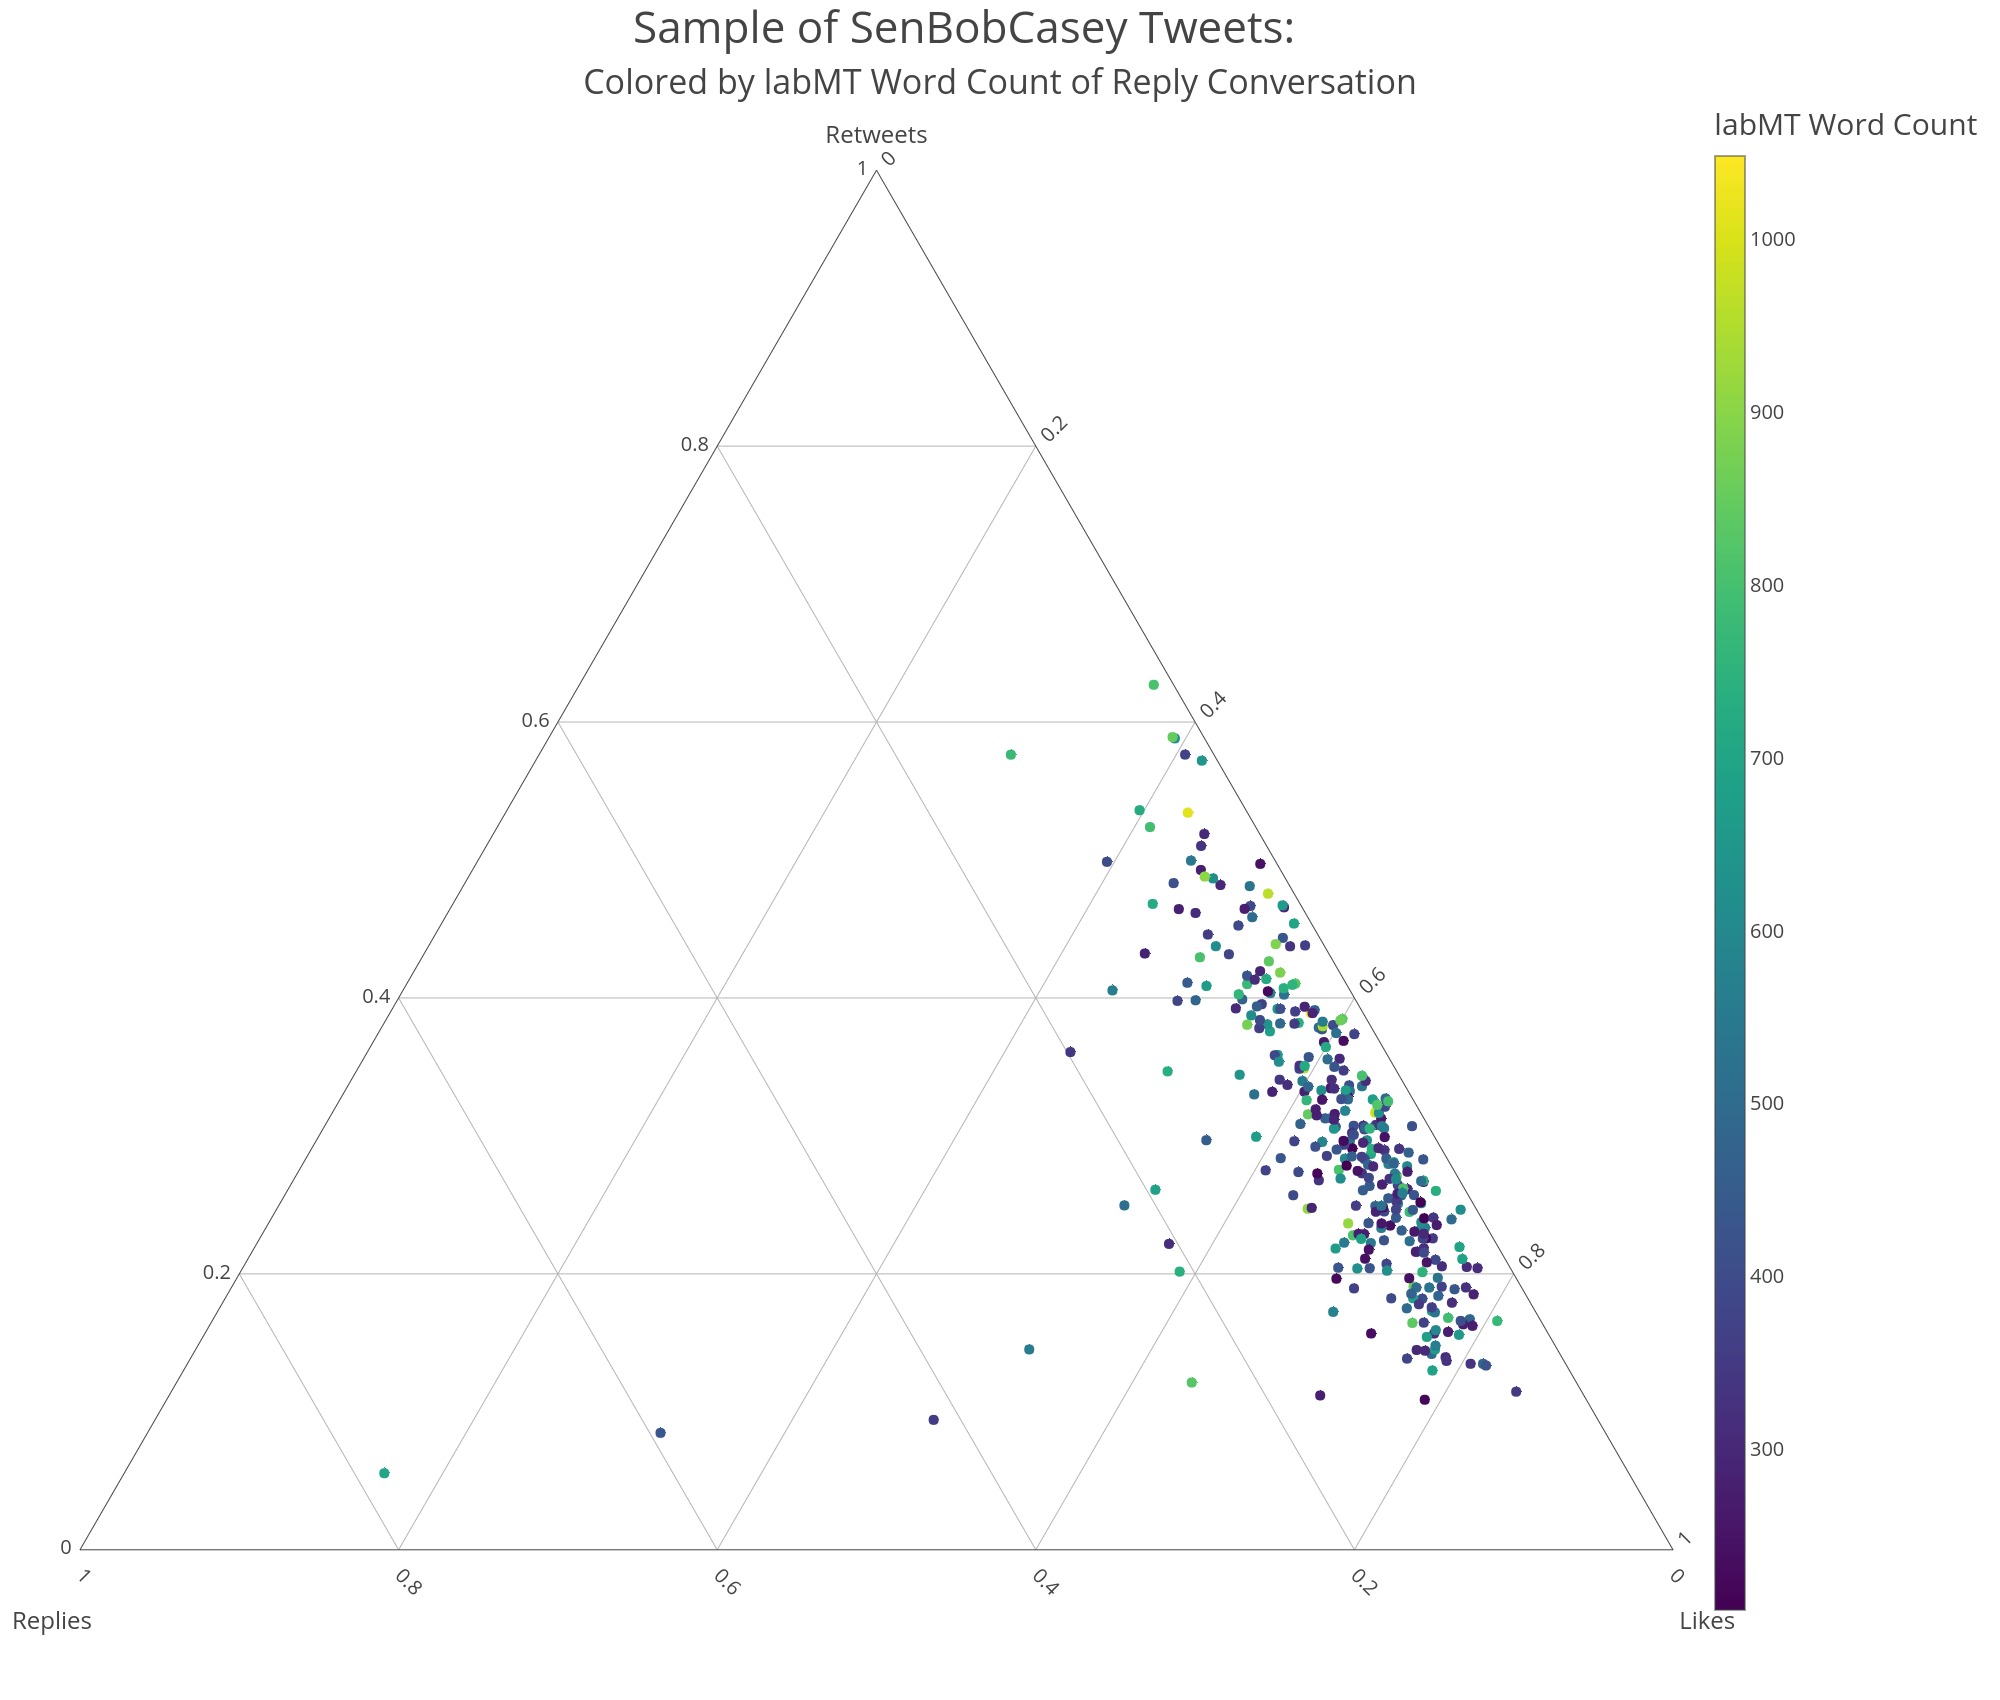 Sample of SenBobCasey Tweets:
Colored by labMT Word Count of Reply Conversation
labMT Word Count
Retweets
1 0
0.8 0.2
0.6 0.4
0.4 0.6
0.2 0.8
0 1
1 0.8 0.6 0.4 0.2 0
Replies Likes
1000
900
800
700
600
500
400
300